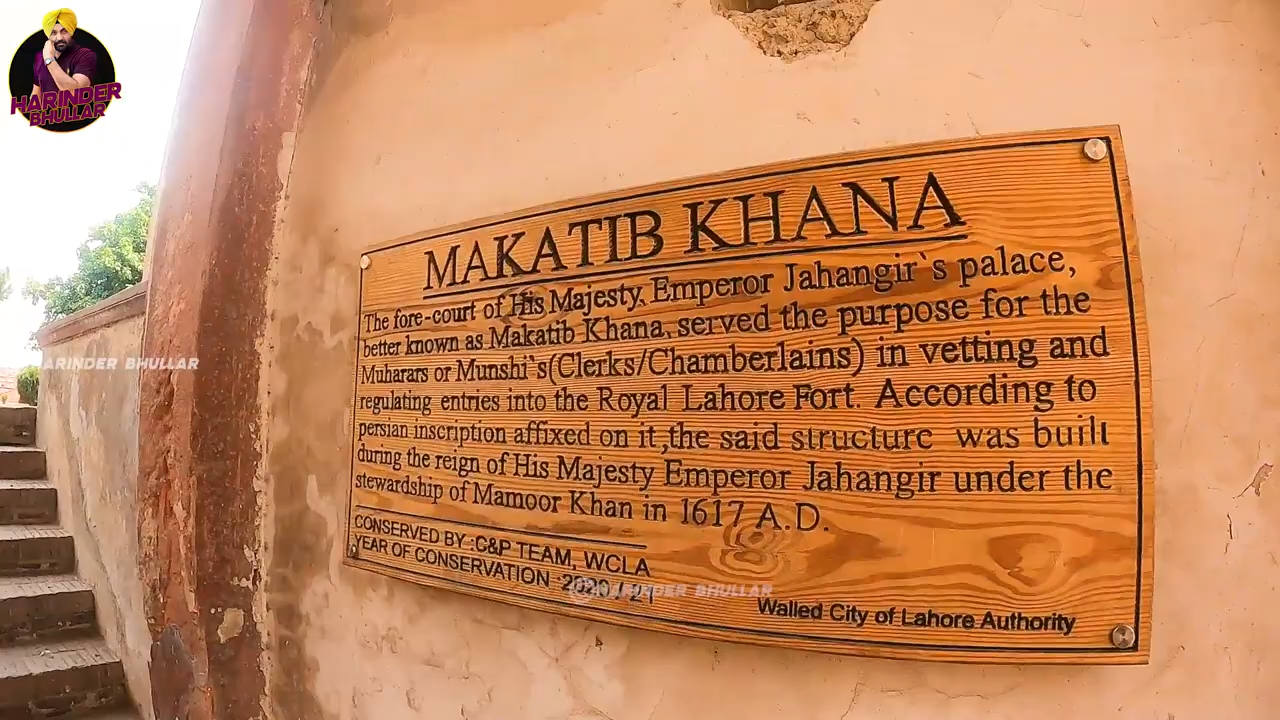 HARINDER
BHULLAR
MAKATIB KHANA
The fore-court of His Majesty, Emperor Jahangir`s palace,
better known as Makatib Khana, served the purpose for the
Muharars or Munshi`s(Clerks/Chamberlains) in vetting and
regulating entries into the Royal Lahore Fort. According to
persian inscription affixed on it ,the said structure was built
during the reign of His Majesty Emperor Jahangir under the
stewardship of Mamoor Khan in 1617 A.D.
CONSERVED BY :C&P TEAM, WCLA
YEAR OF CONSERVATION :2020 / 21
Walled City of Lahore Authority
ARINDER BHULLAR
HARINDER BHULLAR